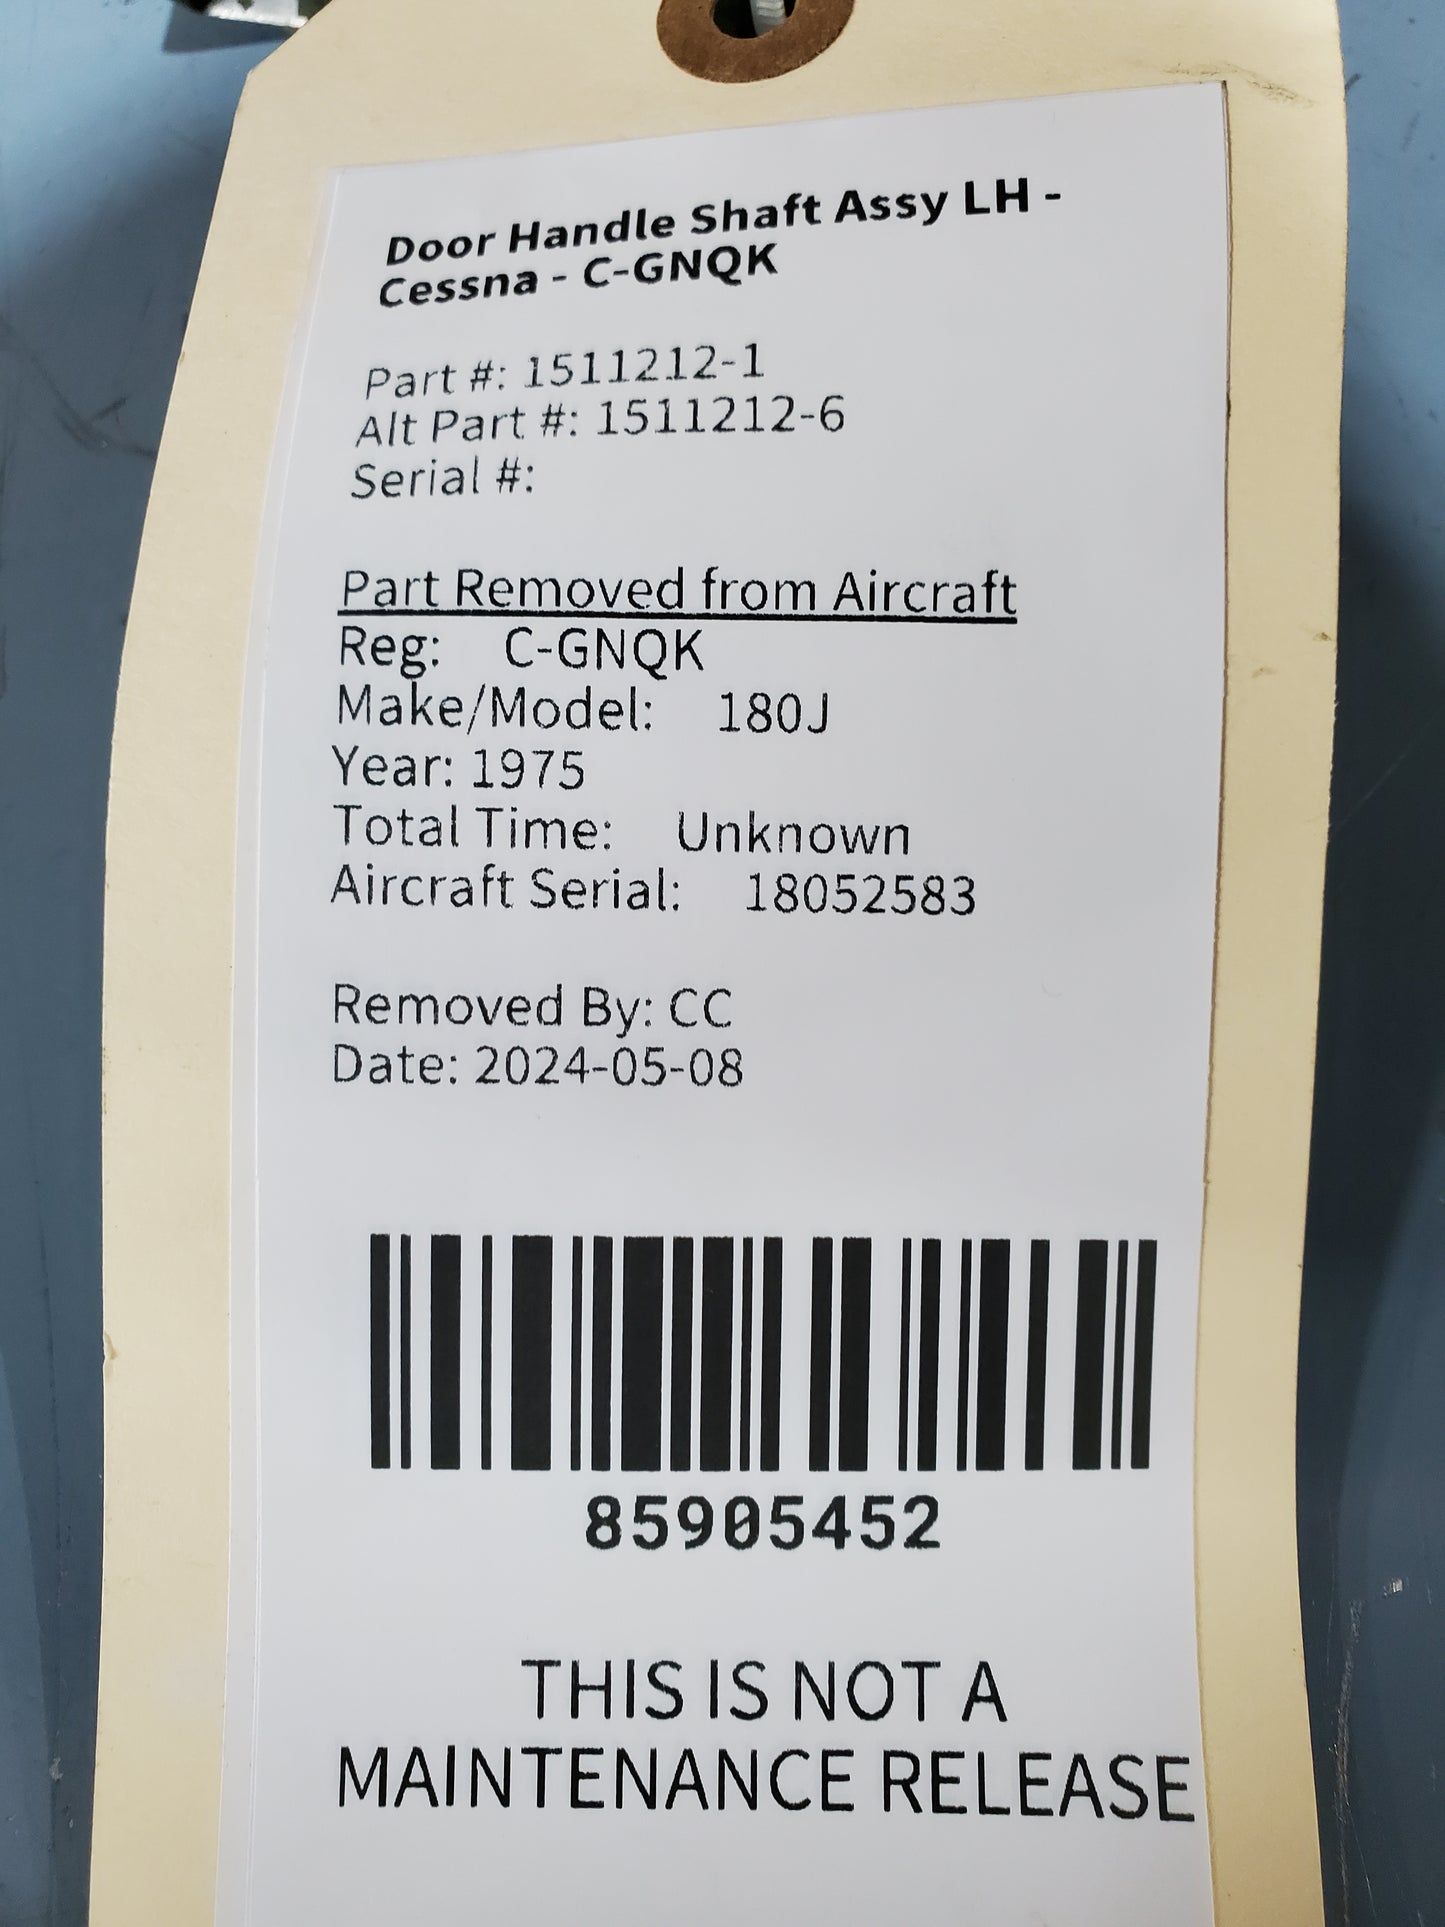 Door Handle Shaft Assy LH -
Cessna - C-GNQK
Part #: 1511212-1
Alt Part #: 1511212-6
Serial #:
Part Removed from Aircraft
Reg: C-GNQK
Make/Model: 180J
Year: 1975
Total Time: Unknown
Aircraft Serial: 18052583
Removed By: CC
Date: 2024-05-08
85905452
THIS IS NOT A
MAINTENANCE RELEASE